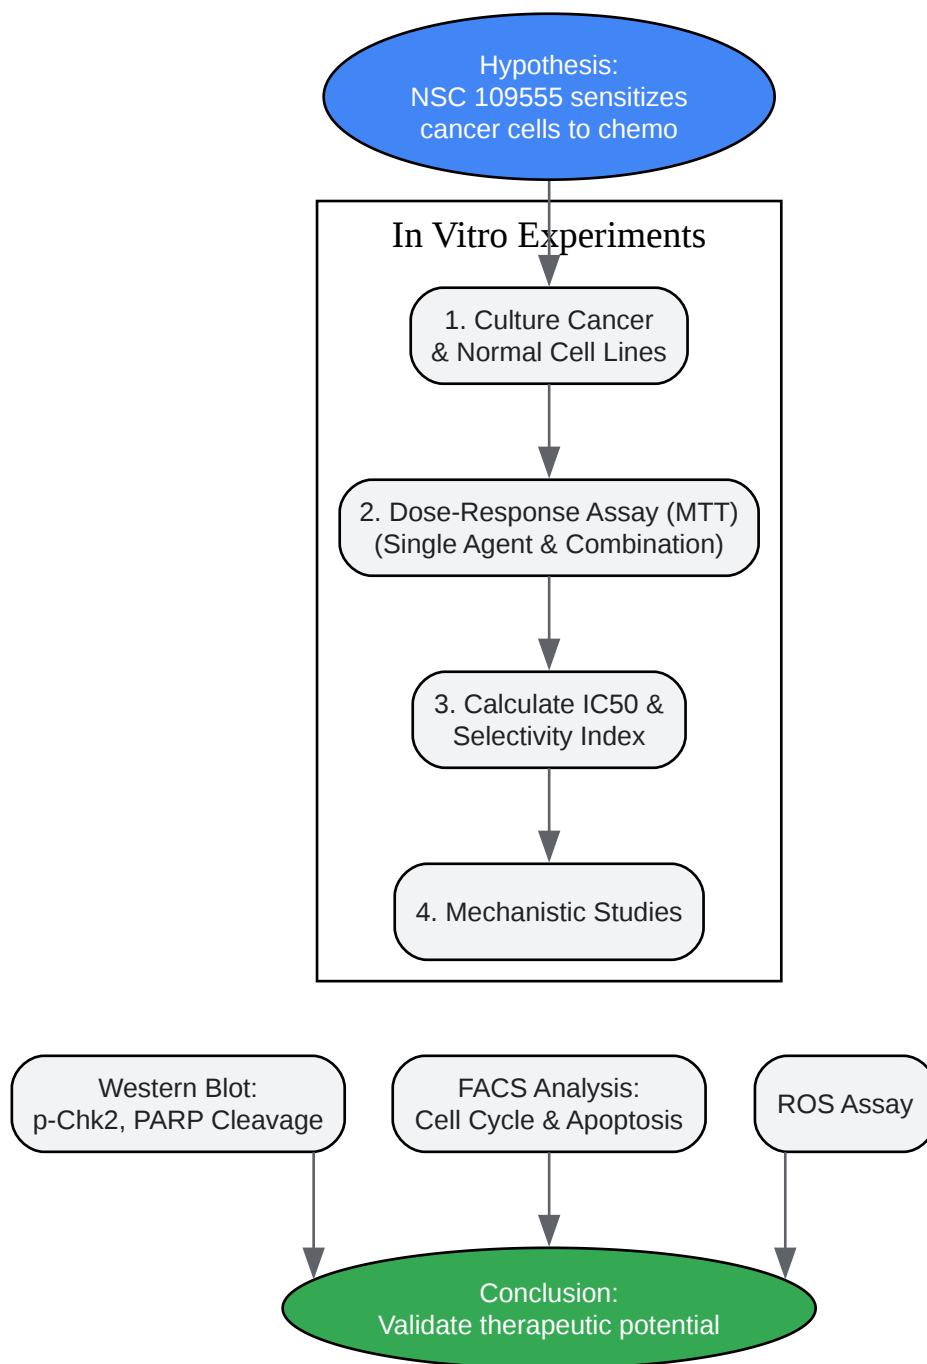 Hypothesis:
NSC 109555 sensitizes
cancer cells to chemo
In Vitro Experiments
1. Culture Cancer
& Normal Cell Lines
2. Dose-Response Assay (MTT)
(Single Agent & Combination)
3. Calculate IC50 &
Selectivity Index
4. Mechanistic Studies
Western Blot:
p-Chk2, PARP Cleavage
FACS Analysis:
Cell Cycle & Apoptosis
ROS Assay
Conclusion:
Validate therapeutic potential